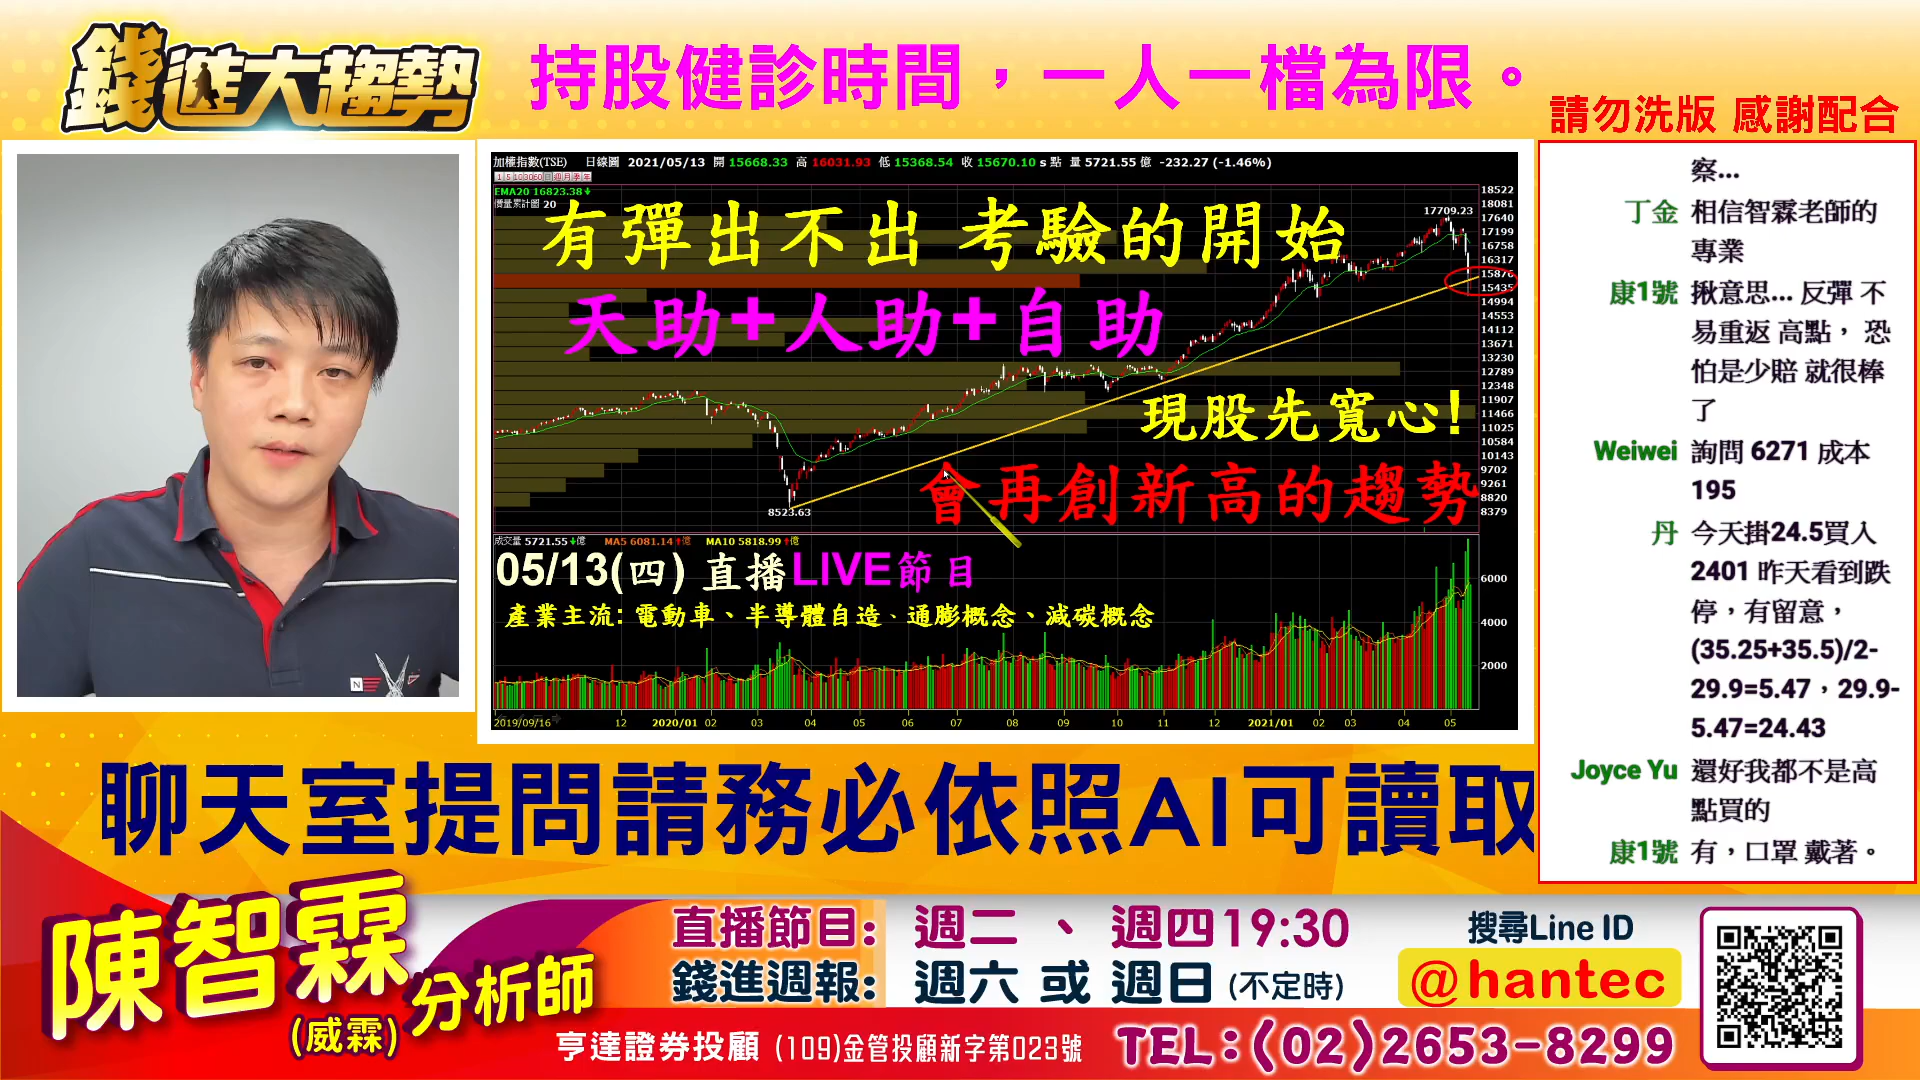 錢進大趨勢
持股健診時間，一人一檔為限。
請勿洗版 感謝配合
加權指數(TSE) 日線圖 2021/05/13 開 15668.33 高 16031.93 低 15368.54 收 15670.10 s 點 量 5721.55 億 -232.27 (-1.46%)
EMA20 16823.38↓
價量累計圖 20
有彈出不出 考驗的開始
天助+人助+自助
現股先寬心!
會再創新高的趨勢
17709.23
8523.63
18522
18081
17640
17199
16758
16317
15876
15435
14994
14553
14112
13671
13230
12789
12348
11907
11466
11025
10584
10143
9702
9261
8820
8379
成交量 5721.55↓億 MA5 6081.14↑億 MA10 5818.99↑億
05/13(四) 直播LIVE節目
產業主流: 電動車、半導體自造、通膨概念、減碳概念
6000
4000
2000
2019/09/16 12 2020/01 02 03 04 05 06 07 08 09 10 11 12 2021/01 02 03 04 05
察...
丁金 相信智霖老師的
專業
康1號 揪意思... 反彈 不
易重返 高點， 恐
怕是少賠 就很棒
了
Weiwei 詢問 6271 成本
195
丹 今天掛24.5買入
2401 昨天看到跌
停，有留意，
(35.25+35.5)/2-
29.9=5.47，29.9-
5.47=24.43
Joyce Yu 還好我都不是高
點買的
康1號 有，口罩 戴著。
聊天室提問請務必依照AI可讀取
陳智霖
(威霖)
分析師
直播節目: 週二 、 週四19:30
錢進週報: 週六 或 週日 (不定時)
搜尋Line ID
@hantec
亨達證券投顧 (109)金管投顧新字第023號
TEL:(02)2653-8299